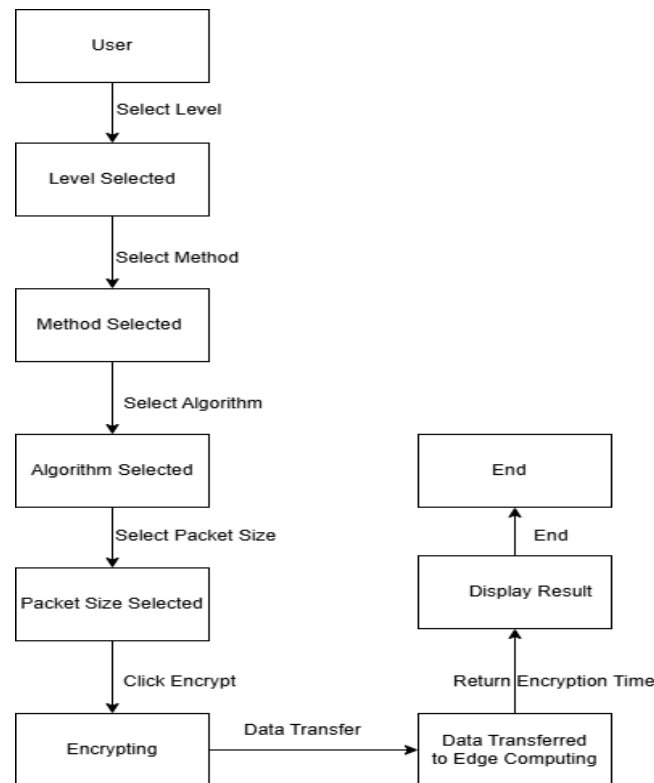 User
Select Level
Level Selected
Select Method
Method Selected
Select Algorithm
Algorithm Selected
Select Packet Size
Packet Size Selected
Click Encrypt
Encrypting
Data Transfer
Data Transferred
to Edge Computing
Return Encryption Time
Display Result
End
End